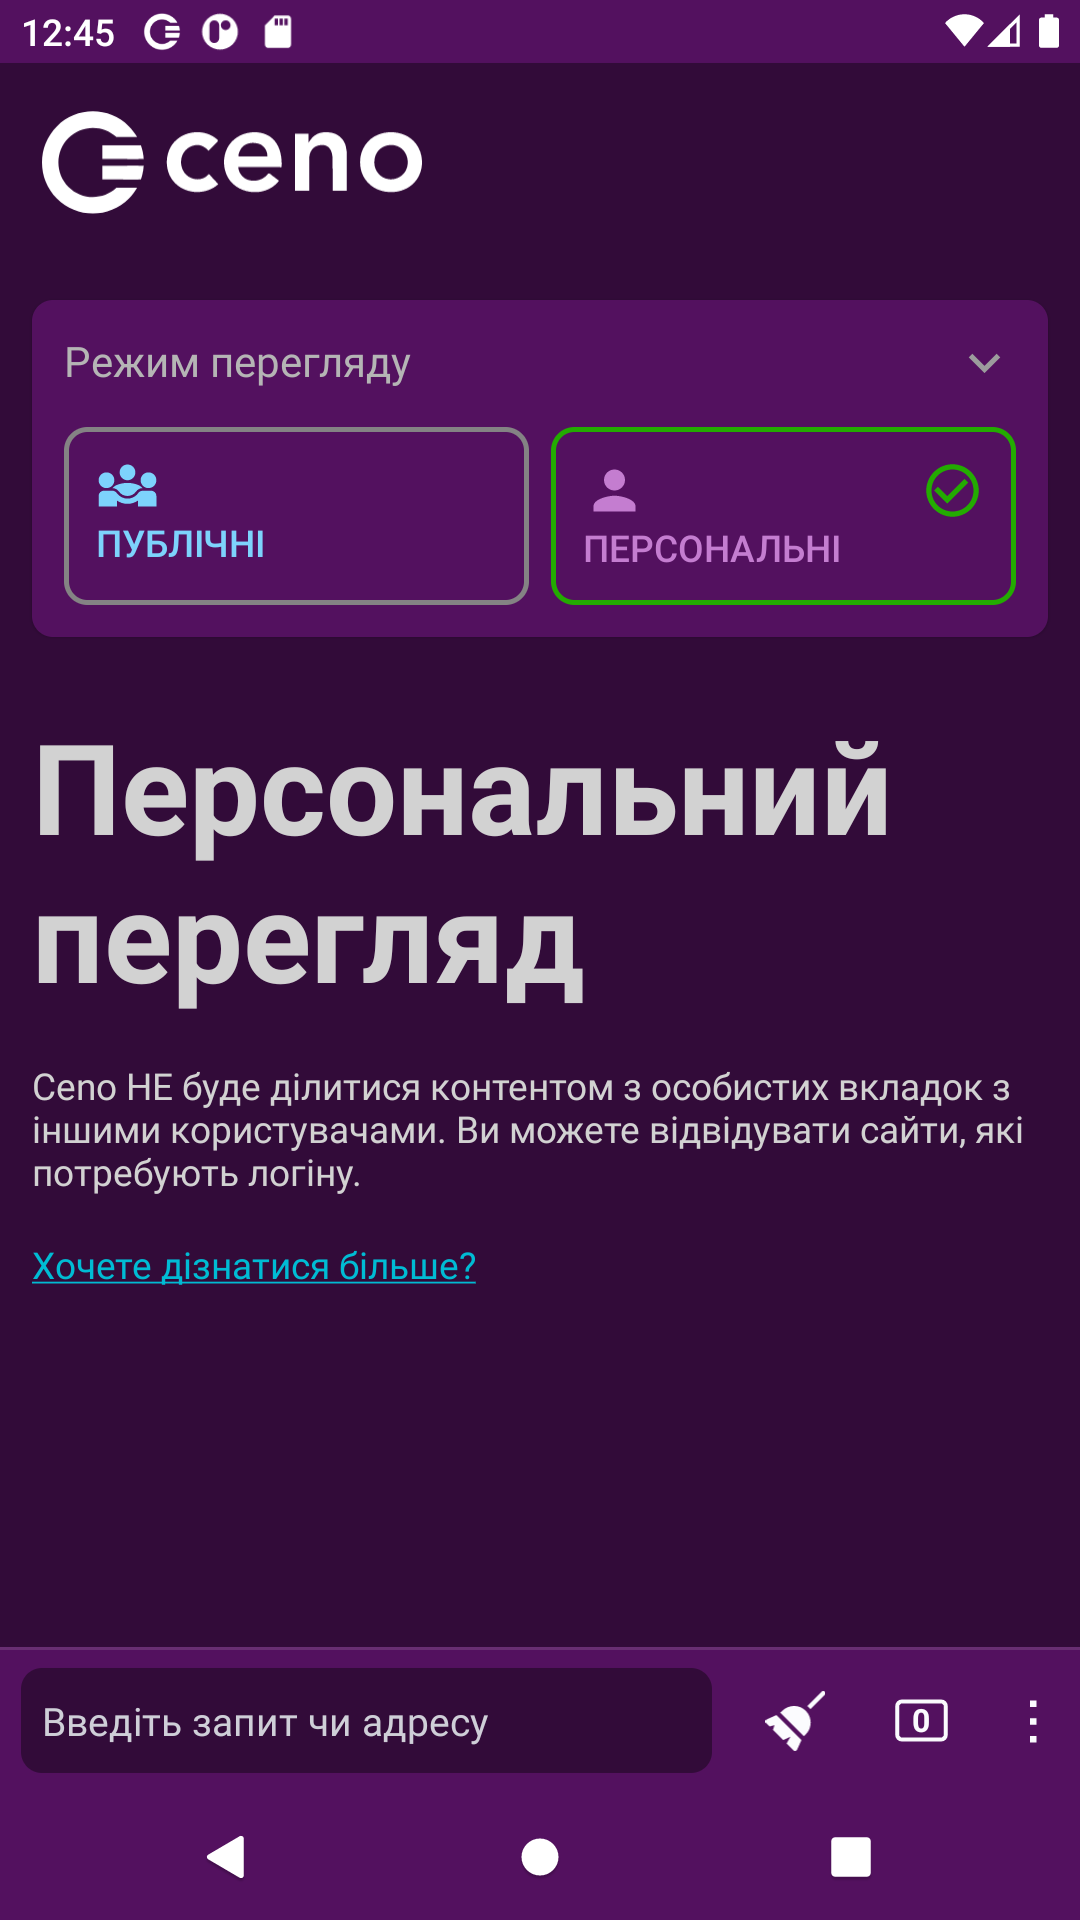 12:45
ceno
Режим перегляду
ПУБЛІЧНІ
ПЕРСОНАЛЬНІ
Персональний
перегляд
Ceno НЕ буде ділитися контентом з особистих вкладок з
іншими користувачами. Ви можете відвідувати сайти, які
потребують логіну.
Хочете дізнатися більше?
Введіть запит чи адресу
0